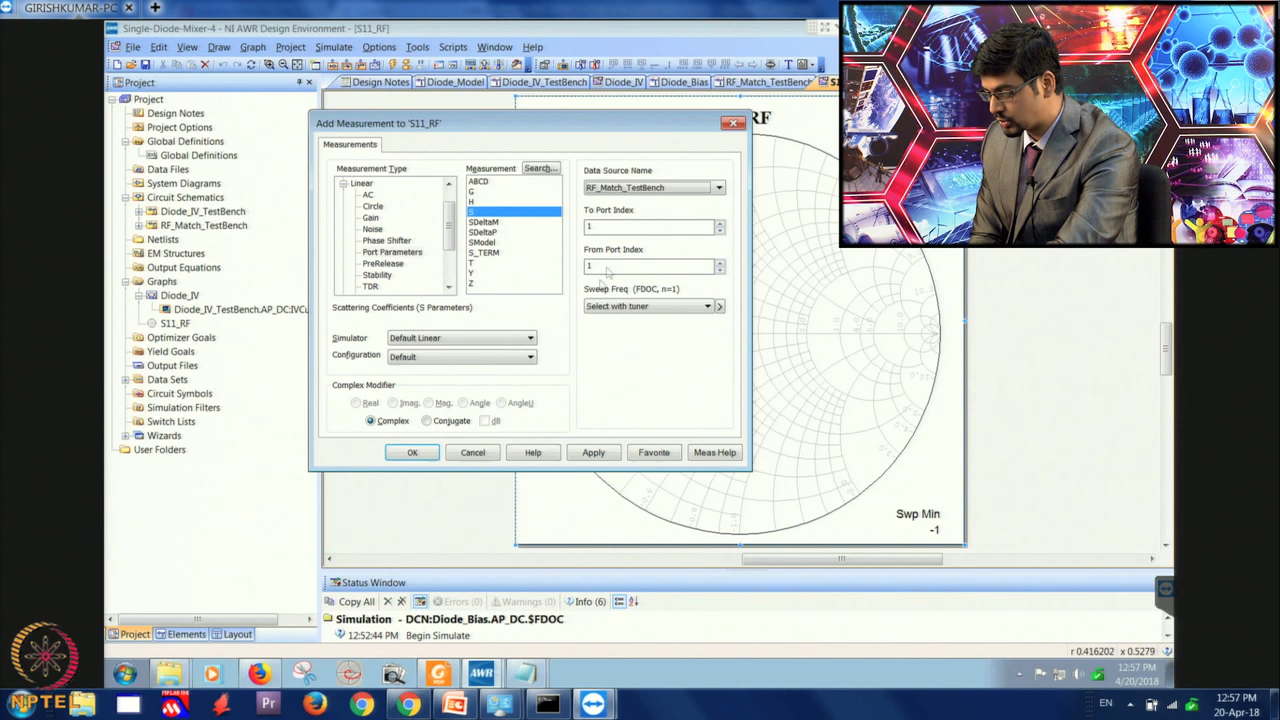 GIRISHKUMAR-PC
Single-Diode-Mixer-4 - NI AWR Design Environment - [S11_RF]
File Edit View Draw Graph Project Simulate Options Tools Scripts Window Help
Project
Design Notes Diode_Model Diode_IV_TestBench Diode_IV Diode_Bias RF_Match_TestBench
Project
Design Notes
Project Options
Global Definitions
Global Definitions
Data Files
System Diagrams
Circuit Schematics
Diode_IV_TestBench
RF_Match_TestBench
Netlists
EM Structures
Output Equations
Graphs
Diode_IV
Diode_IV_TestBench.AP_DC:IVCu
S11_RF
Optimizer Goals
Yield Goals
Output Files
Data Sets
Circuit Symbols
Simulation Filters
Switch Lists
Wizards
User Folders
Project Elements Layout
Add Measurement to 'S11_RF'
Measurements
Measurement Type
Linear
AC
Circle
Gain
Noise
Phase Shifter
Port Parameters
PreRelease
Stability
TDR
Measurement Search...
ABCD
G
H
S
SDeltaM
SDeltaP
SModel
S_TERM
T
Y
Z
Data Source Name
RF_Match_TestBench
To Port Index
1
From Port Index
1
Sweep Freq (FDOC, n=1)
Select with tuner
Scattering Coefficients (S Parameters)
Simulator Default Linear
Configuration Default
Complex Modifier
Real Imag. Mag. Angle AngleU
Complex Conjugate dB
OK Cancel Help Apply Favorite Meas Help
RF
Swp Min
-1
Status Window
Copy All Errors (0) Warnings (0) Info (6)
Simulation - DCN:Diode_Bias.AP_DC.$FDOC
12:52:44 PM Begin Simulate
r 0.416202 x 0.5279
AWR
12:57 PM
4/20/2018
NPTEL
Pr
EN
12:57 PM
20-Apr-18